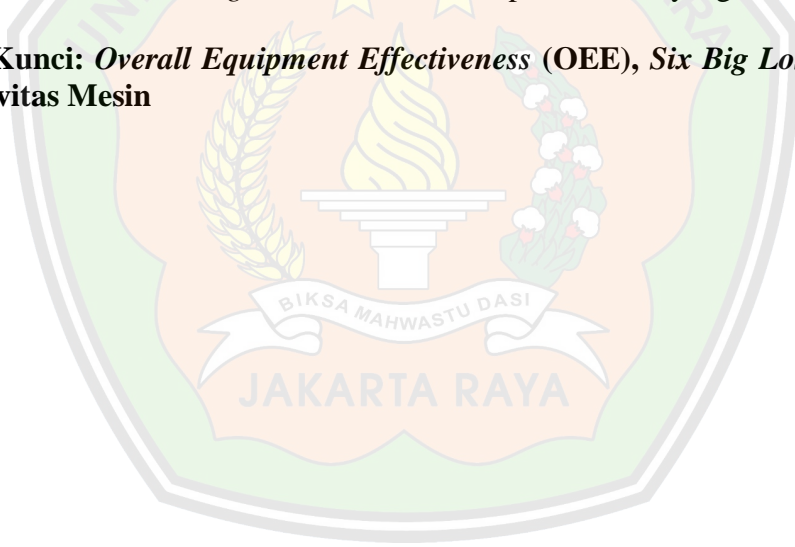 Kunci: Overall Equipment Effectiveness (OEE), Six Big Lo
vitas Mesin
BIKSA MAHWASTU DASI
JAKARTA RAYA